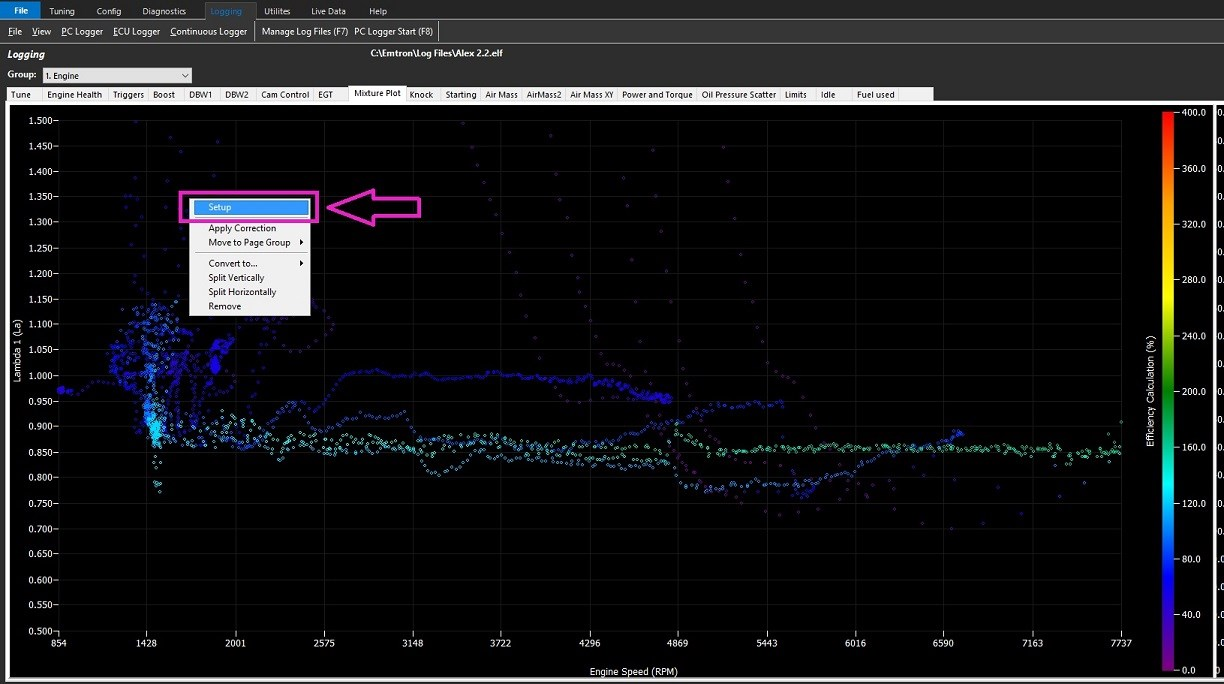 File Tuning Config Diagnostics Logging Utilites Live Data Help
File View PC Logger ECU Logger Continuous Logger Manage Log Files (F7) PC Logger Start (F8)
Logging C:\Emtron\Log Files\Alex 2.2.elf
Group: 1. Engine
Tune Engine Health Triggers Boost DBW1 DBW2 Cam Control EGT Mixture Plot Knock Starting Air Mass AirMass2 Air Mass XY Power and Torque Oil Pressure Scatter Limits Idle Fuel used
1.500
1.450
1.400
1.350
1.300
1.250
1.200
1.150
1.100
1.050
1.000
0.950
0.900
0.850
0.800
0.750
0.700
0.650
0.600
0.550
0.500
Lambda 1 (La)
Setup
Apply Correction
Move to Page Group
Convert to...
Split Vertically
Split Horizontally
Remove
854 1428 2001 2575 3148 3722 4296 4869 5443 6016 6590 7163 7737
Engine Speed (RPM)
Efficiency Calculation (%)
400.0
360.0
320.0
280.0
240.0
200.0
160.0
120.0
80.0
40.0
0.0